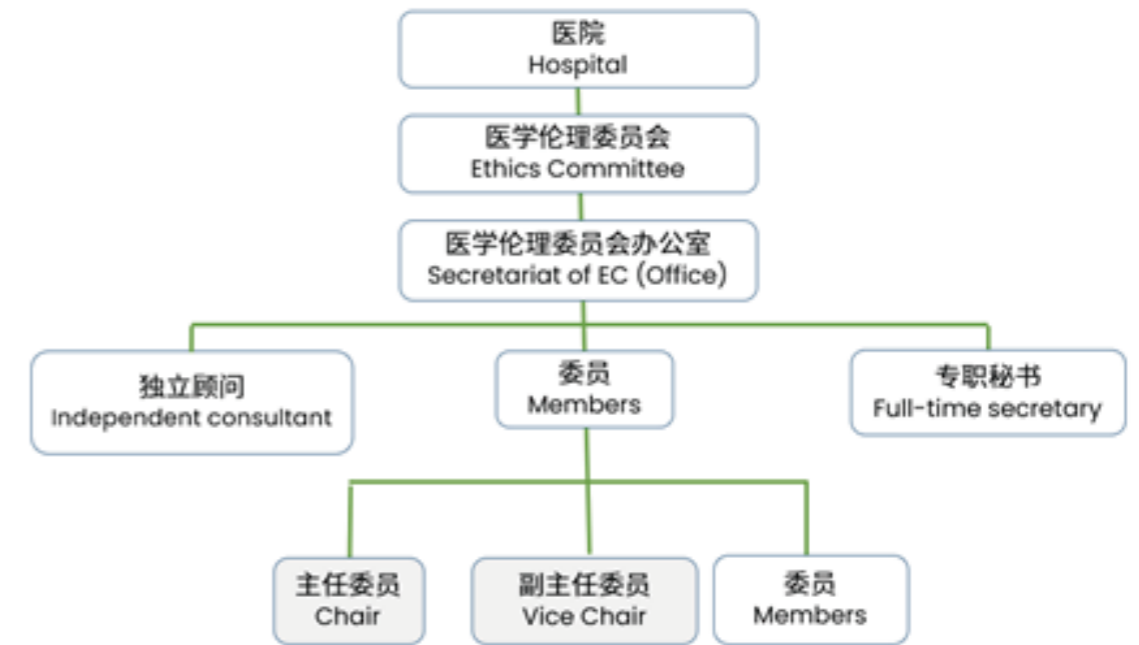 医院
Hospital
医学伦理委员会
Ethics Committee
医学伦理委员会办公室
Secretariat of EC (Office)
独立顾问
Independent consultant
委员
Members
专职秘书
Full-time secretary
主任委员
Chair
副主任委员
Vice Chair
委员
Members